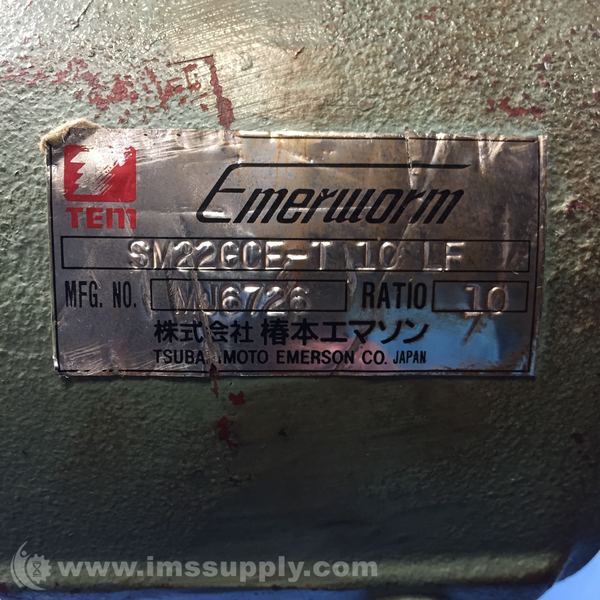 TEM
Emerworm
SM226CE-T 10 LF
MFG. NO. MJ6726 RATIO 10
株式会社 椿本エマソン
TSUBAKIMOTO EMERSON CO. JAPAN
www.imssupply.com